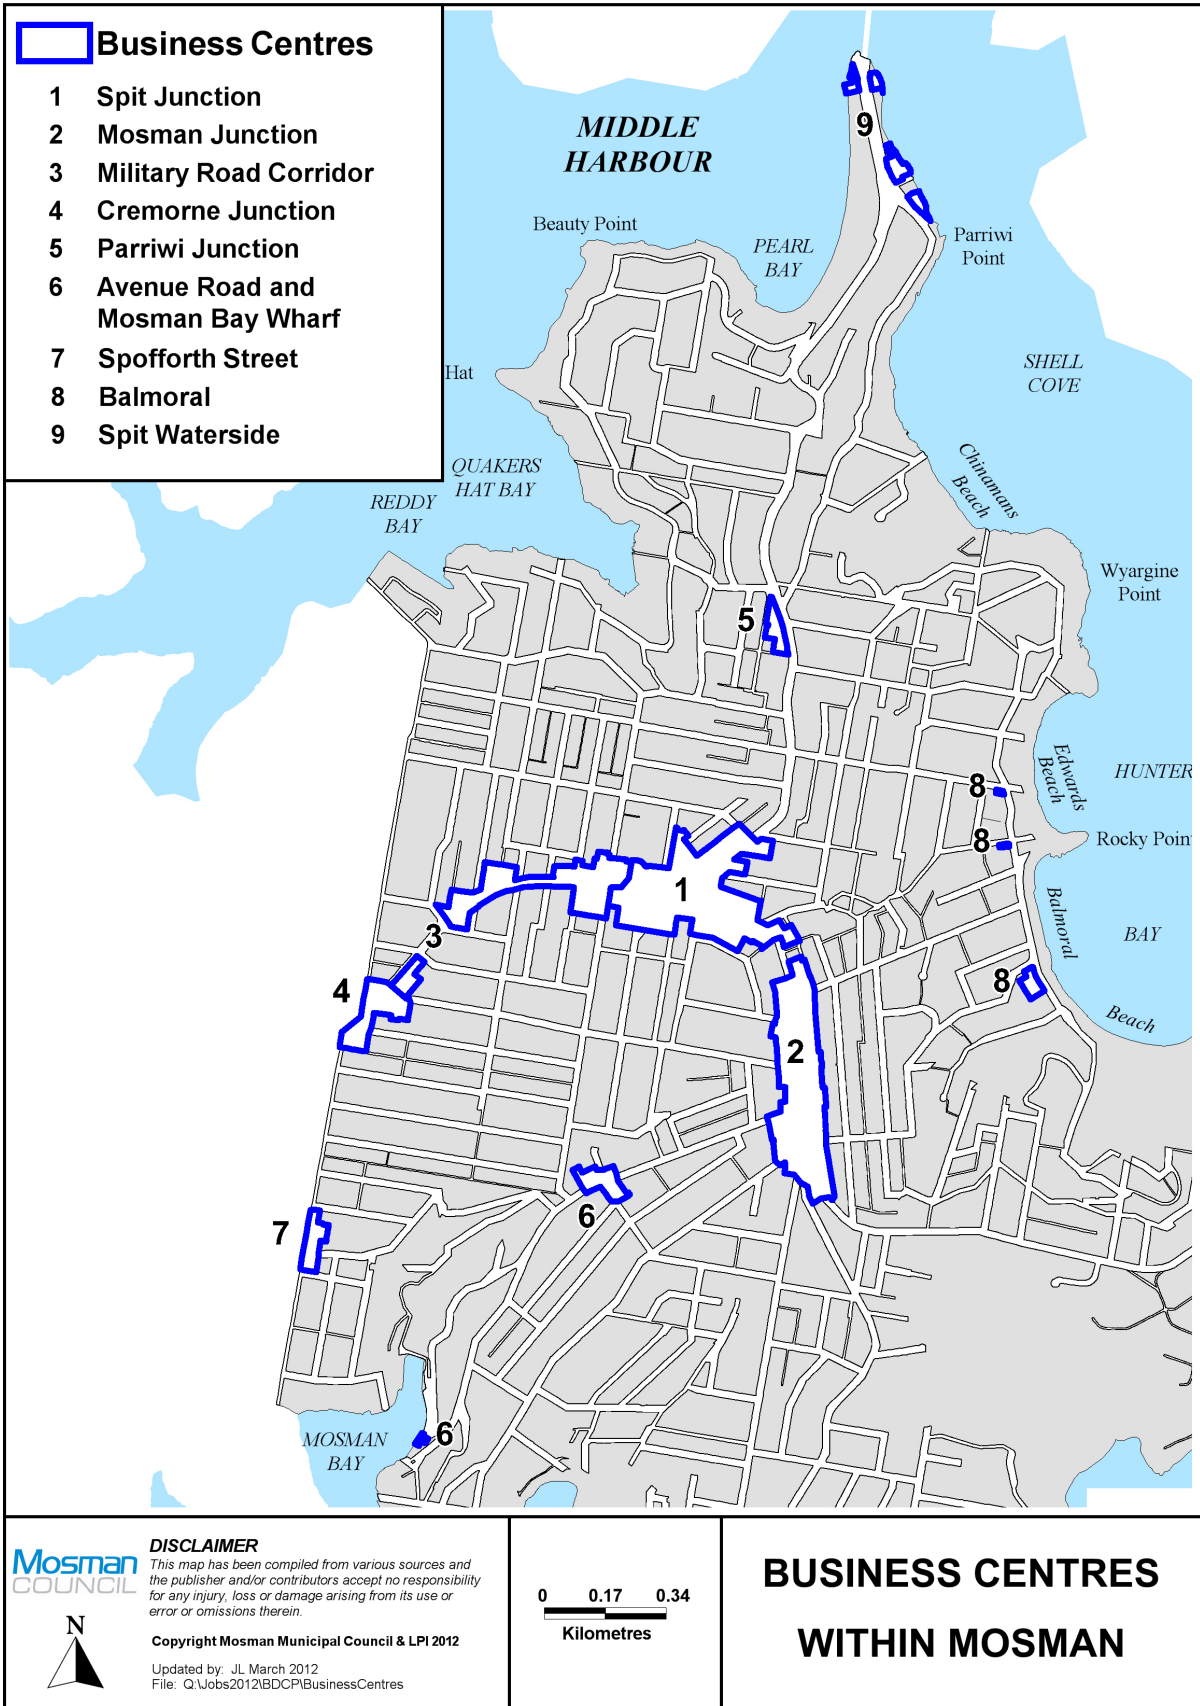 Business Centres
1 Spit Junction
2 Mosman Junction
3 Military Road Corridor
4 Cremorne Junction
5 Parriwi Junction
6 Avenue Road and
Mosman Bay Wharf
7 Spofforth Street
8 Balmoral
9 Spit Waterside
MIDDLE
HARBOUR
9
Beauty Point
PEARL
BAY
Parriwi
Point
Hat
SHELL
COVE
QUAKERS
HAT BAY
REDDY
BAY
Chinamans
Beach
Wyargine
Point
5
Edwards
Beach
HUNTER
8
8
Rocky Poin
1
3
Balmoral
BAY
4
8
Beach
2
6
7
MOSMAN
BAY
6
Mosman
COUNCIL
N
DISCLAIMER
This map has been compiled from various sources and
the publisher and/or contributors accept no responsibility
for any injury, loss or damage arising from its use or
error or omissions therein.
Copyright Mosman Municipal Council & LPI 2012
Updated by: JL March 2012
File: Q:\Jobs2012\BDCP\BusinessCentres
0 0.17 0.34
Kilometres
BUSINESS CENTRES
WITHIN MOSMAN